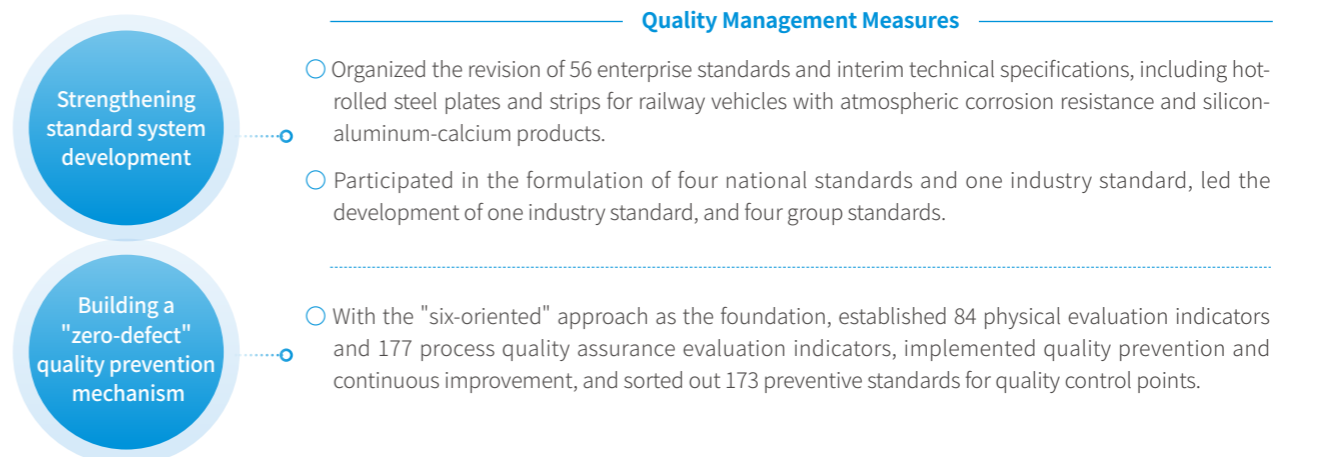 Quality Management Measures
Strengthening
standard system
development
Organized the revision of 56 enterprise standards and interim technical specifications, including hot-
rolled steel plates and strips for railway vehicles with atmospheric corrosion resistance and silicon-
aluminum-calcium products.
Participated in the formulation of four national standards and one industry standard, led the
development of one industry standard, and four group standards.
Building a
"zero-defect"
quality prevention
mechanism
With the "six-oriented" approach as the foundation, established 84 physical evaluation indicators
and 177 process quality assurance evaluation indicators, implemented quality prevention and
continuous improvement, and sorted out 173 preventive standards for quality control points.